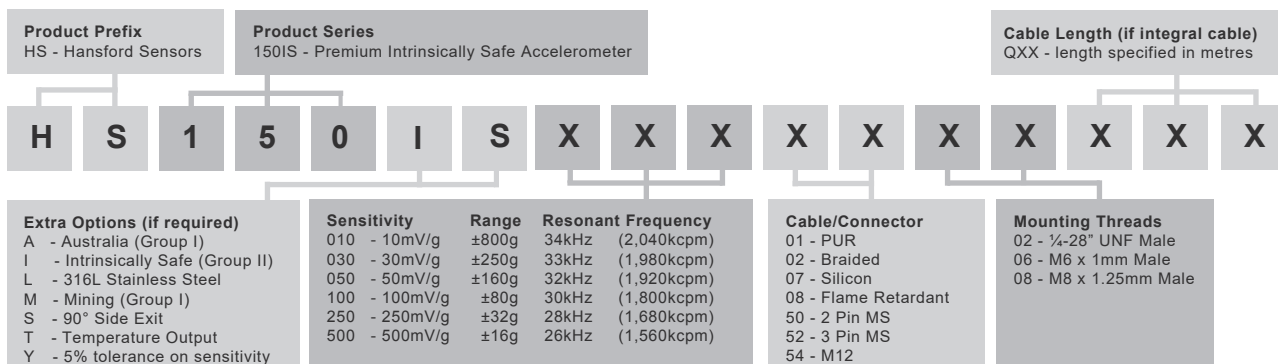 Product Prefix
HS - Hansford Sensors
Product Series
150IS - Premium Intrinsically Safe Accelerometer
Cable Length (if integral cable)
QXX - length specified in metres
H S 1 5 0 I S X X X X X X X X X X
Extra Options (if required)
A - Australia (Group I)
I - Intrinsically Safe (Group II)
L - 316L Stainless Steel
M - Mining (Group I)
S - 90° Side Exit
T - Temperature Output
Y - 5% tolerance on sensitivity
Sensitivity Range Resonant Frequency
010 - 10mV/g ±800g 34kHz (2,040kcpm)
030 - 30mV/g ±250g 33kHz (1,980kcpm)
050 - 50mV/g ±160g 32kHz (1,920kcpm)
100 - 100mV/g ±80g 30kHz (1,800kcpm)
250 - 250mV/g ±32g 28kHz (1,680kcpm)
500 - 500mV/g ±16g 26kHz (1,560kcpm)
Cable/Connector
01 - PUR
02 - Braided
07 - Silicon
08 - Flame Retardant
50 - 2 Pin MS
52 - 3 Pin MS
54 - M12
Mounting Threads
02 - ¼-28” UNF Male
06 - M6 x 1mm Male
08 - M8 x 1.25mm Male